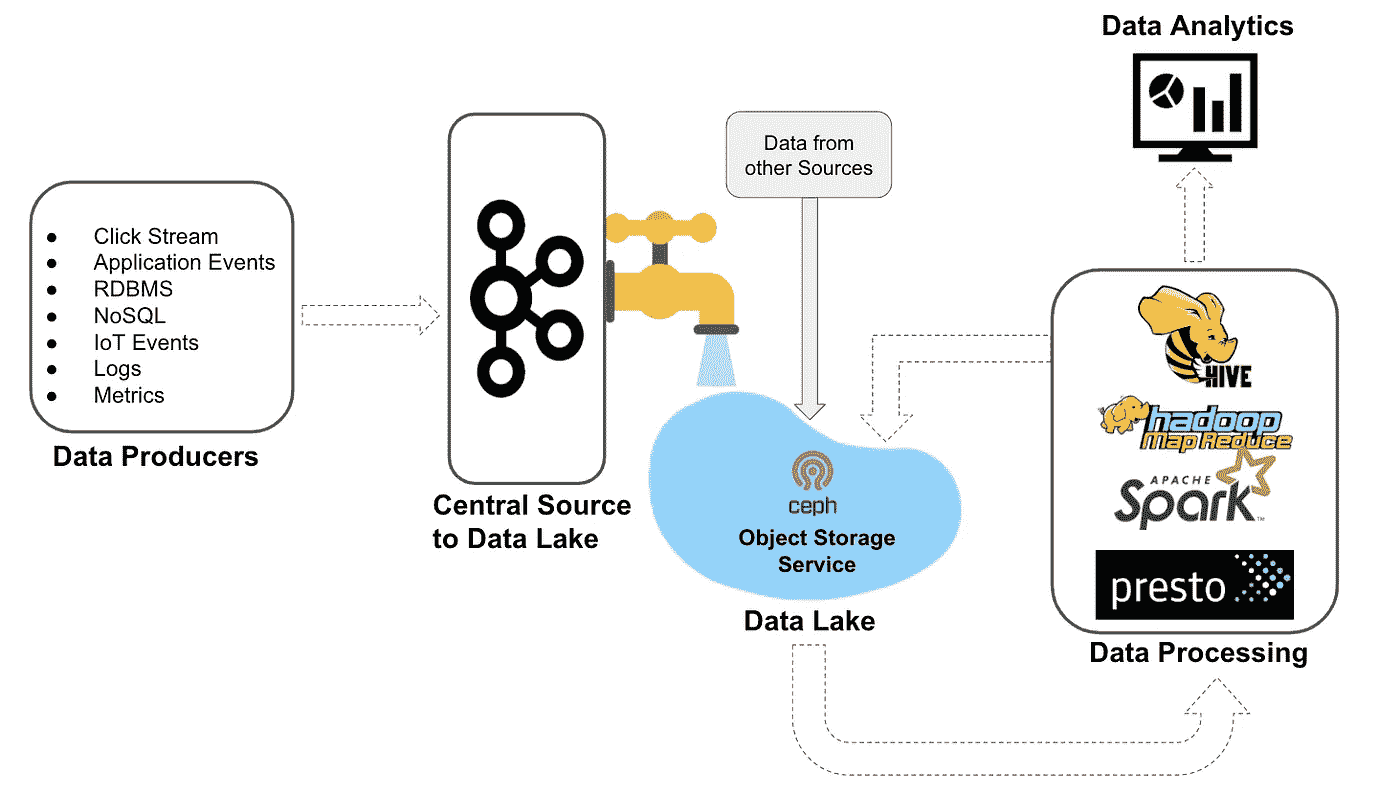 Data Analytics
Data from
other Sources
● Click Stream
● Application Events
● RDBMS
● NoSQL
● IoT Events
● Logs
● Metrics
Data Producers
Central Source
to Data Lake
ceph
Object Storage
Service
Data Lake
HIVE
hadoop
Map Reduce
APACHE
Spark™
presto
Data Processing